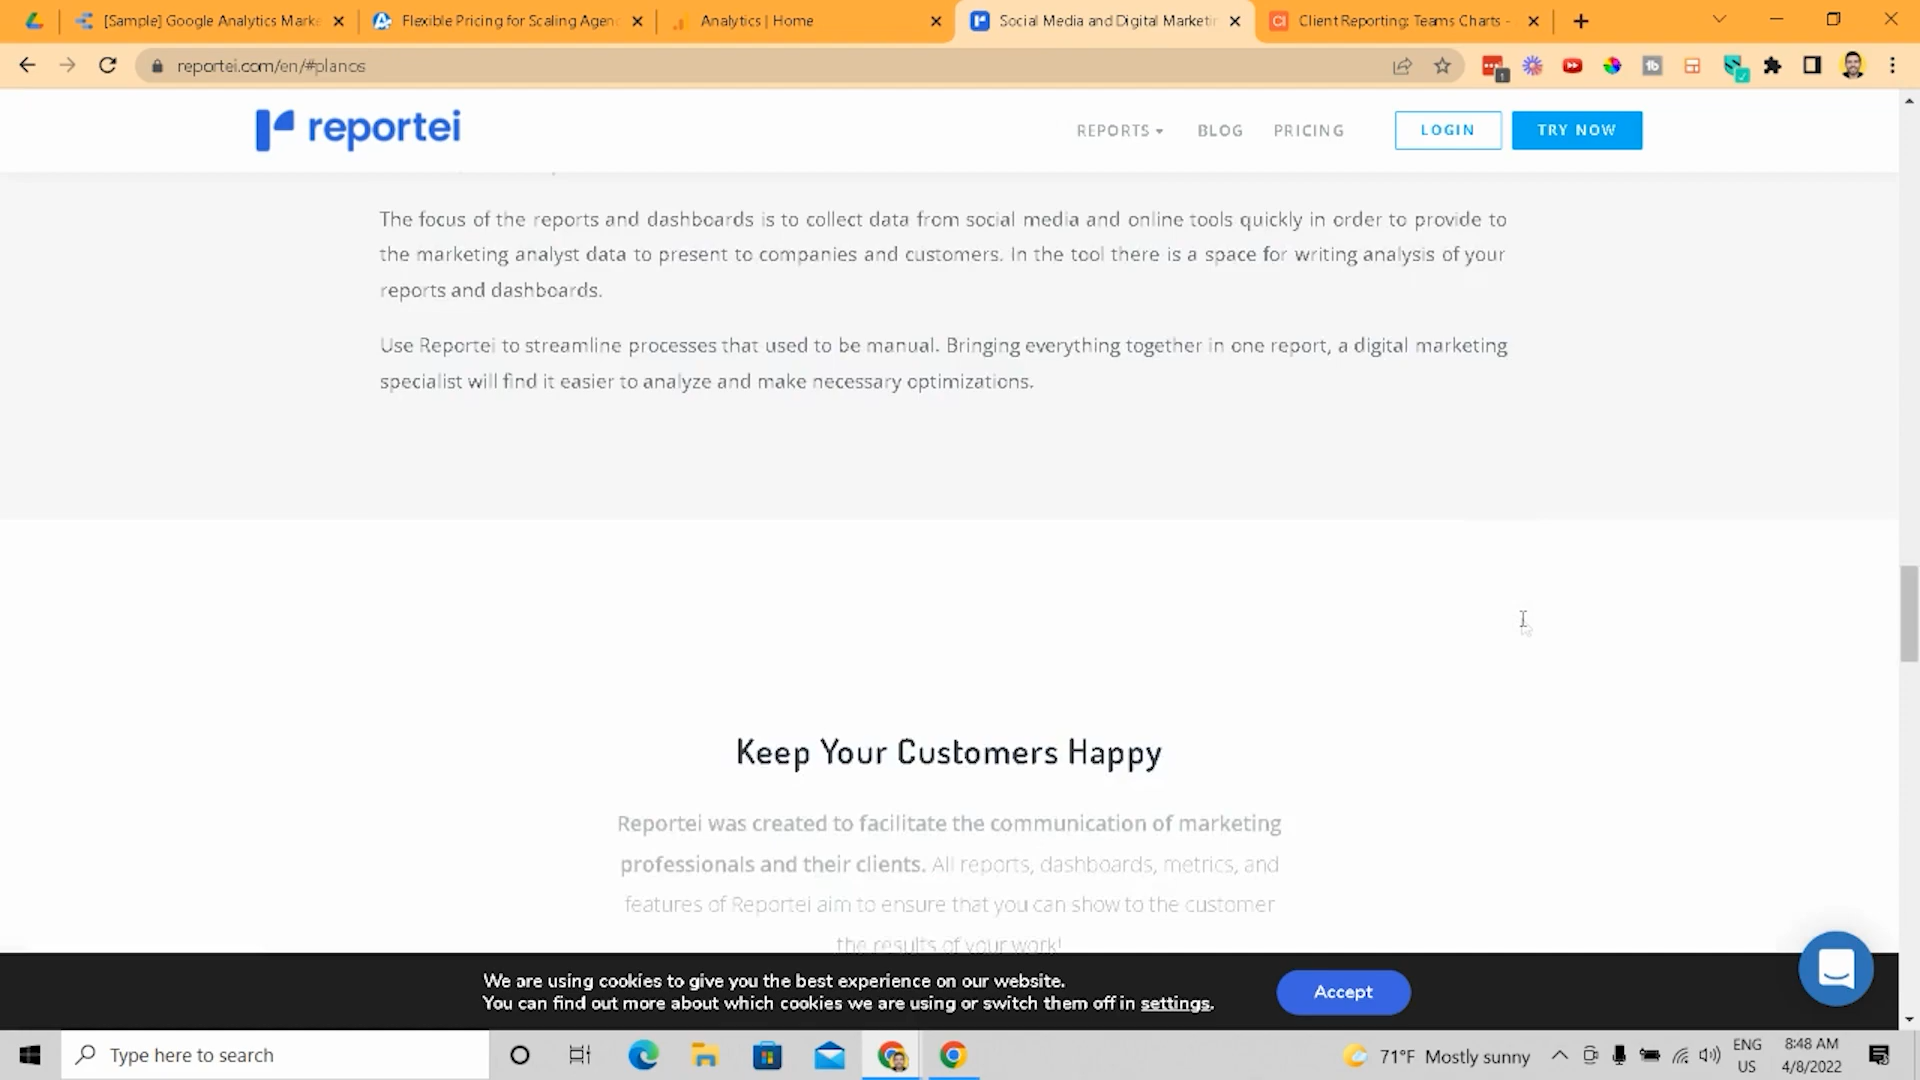 [Sample] Google Analytics Marke
Flexible Pricing for Scaling Agenc
Analytics | Home
Social Media and Digital Marketin
Client Reporting: Teams Charts -
reportei.com/en/#planos
1
tb
reportei
REPORTS
BLOG
PRICING
LOGIN
TRY NOW
The focus of the reports and dashboards is to collect data from social media and online tools quickly in order to provide to
the marketing analyst data to present to companies and customers. In the tool there is a space for writing analysis of your
reports and dashboards.
Use Reportei to streamline processes that used to be manual. Bringing everything together in one report, a digital marketing
specialist will find it easier to analyze and make necessary optimizations.
Keep Your Customers Happy
Reportei was created to facilitate the communication of marketing
professionals and their clients. All reports, dashboards, metrics, and
features of Reportei aim to ensure that you can show to the customer
the results of your work!
We are using cookies to give you the best experience on our website.
You can find out more about which cookies we are using or switch them off in settings.
Accept
Type here to search
71°F Mostly sunny
ENG
US
8:48 AM
4/8/2022